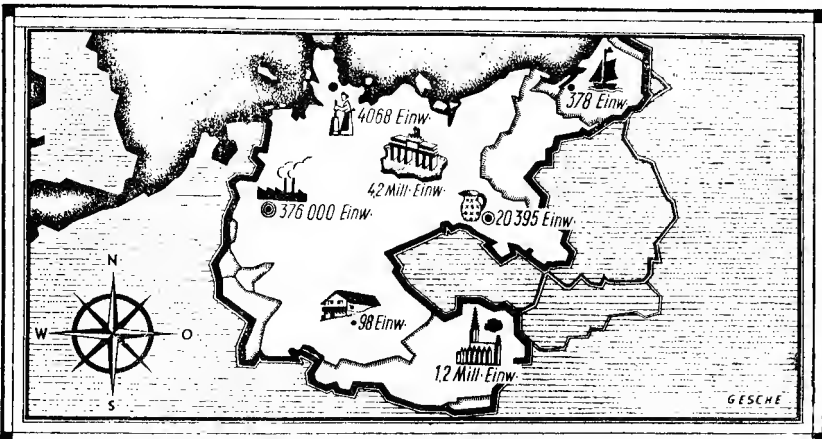 378 Einw.
4068 Einw.
4,2 Mill. Einw.
376 000 Einw.
20 395 Einw.
N
W
O
S
98 Einw.
1,2 Mill. Einw.
GESCHE